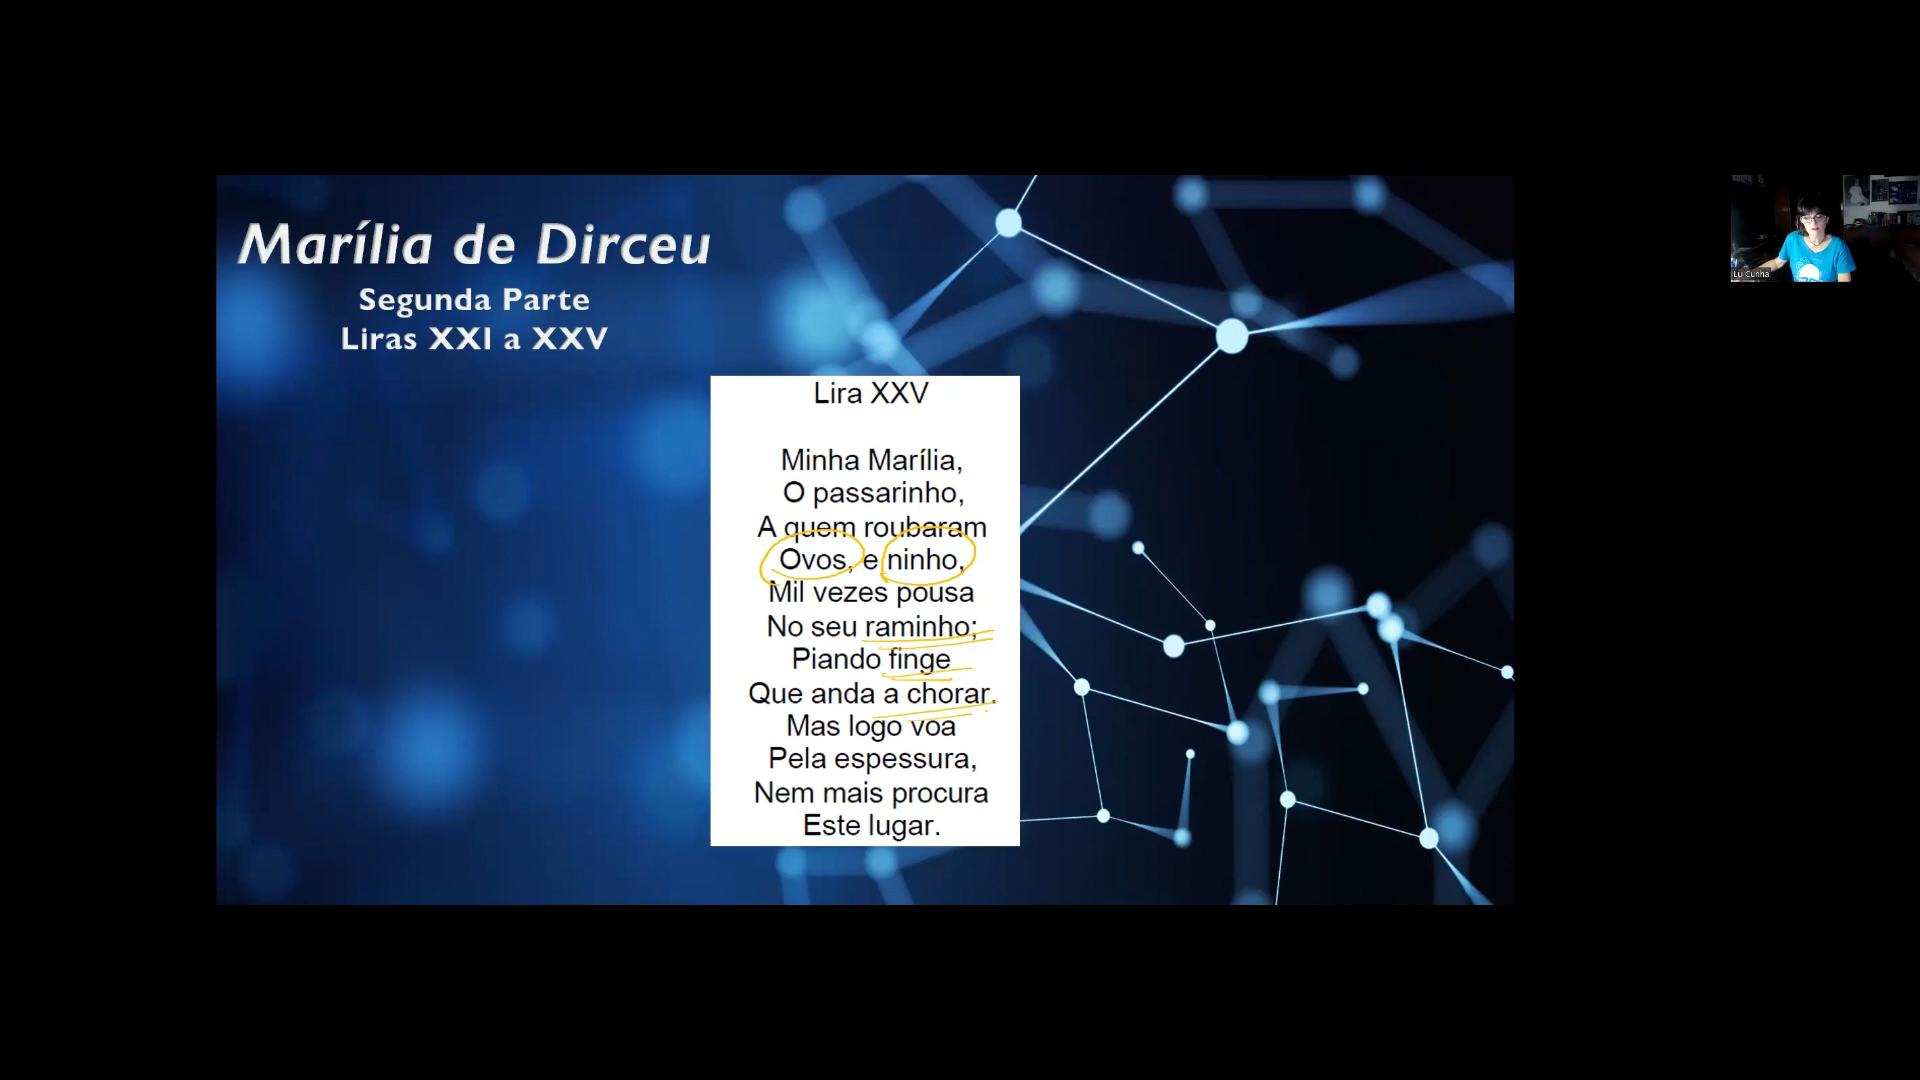 Marília de Dirceu
Segunda Parte
Liras XXI a XXV
Lira XXV
Minha Marília,
O passarinho,
A quem roubaram
Ovos, e ninho,
Mil vezes pousa
No seu raminho;
Piando finge
Que anda a chorar.
Mas logo voa
Pela espessura,
Nem mais procura
Este lugar.
Lu Cunha